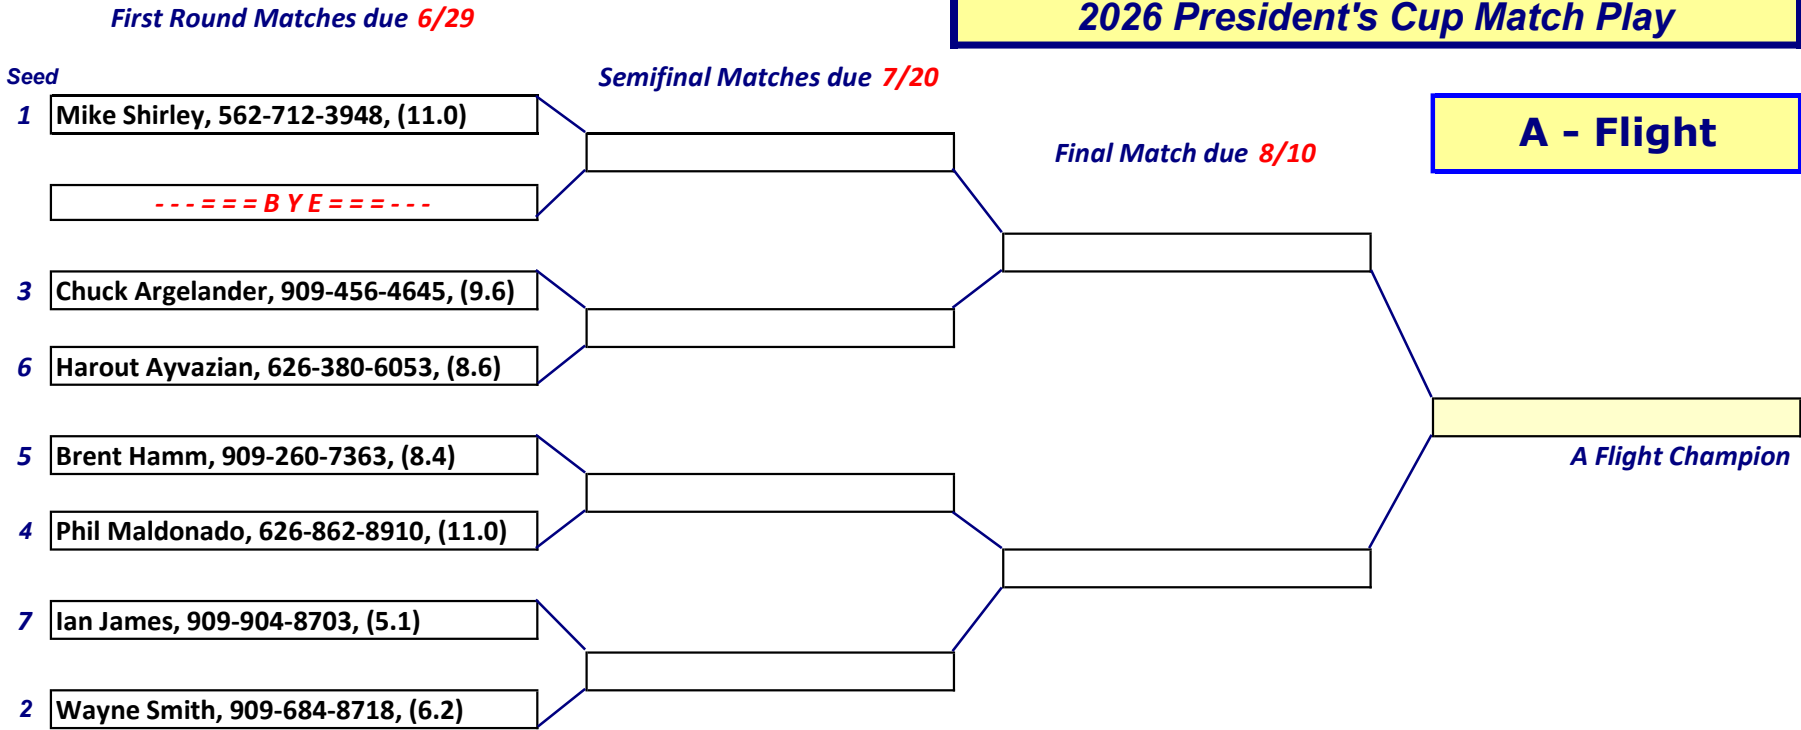 First Round Matches due 6/29
2026 President's Cup Match Play
Seed
Semifinal Matches due 7/20
1 Mike Shirley, 562-712-3948, (11.0)
A - Flight
Final Match due 8/10
- - - = = = B Y E = = = - - -
3 Chuck Argelander, 909-456-4645, (9.6)
6 Harout Ayvazian, 626-380-6053, (8.6)
5 Brent Hamm, 909-260-7363, (8.4)
A Flight Champion
4 Phil Maldonado, 626-862-8910, (11.0)
7 Ian James, 909-904-8703, (5.1)
2 Wayne Smith, 909-684-8718, (6.2)